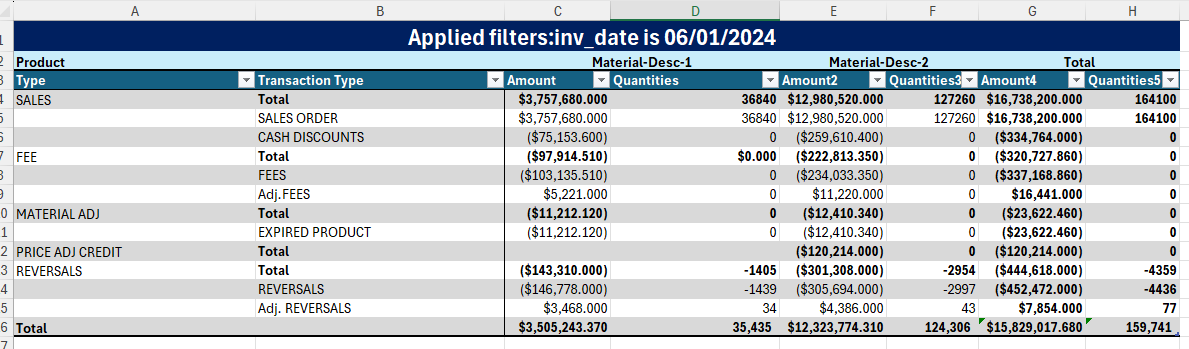 A B C D E F G H
1 Applied filters:inv_date is 06/01/2024
2 Product Material-Desc-1 Material-Desc-2 Total
3 Type Transaction Type Amount Quantities Amount2 Quantities3 Amount4 Quantities5
4 SALES Total $3,757,680.000 36840 $12,980,520.000 127260 $16,738,200.000 164100
5 SALES ORDER $3,757,680.000 36840 $12,980,520.000 127260 $16,738,200.000 164100
6 CASH DISCOUNTS ($75,153.600) 0 ($259,610.400) 0 ($334,764.000) 0
7 FEE Total ($97,914.510) $0.000 ($222,813.350) 0 ($320,727.860) 0
8 FEES ($103,135.510) 0 ($234,033.350) 0 ($337,168.860) 0
9 Adj.FEES $5,221.000 0 $11,220.000 0 $16,441.000 0
0 MATERIAL ADJ Total ($11,212.120) 0 ($12,410.340) 0 ($23,622.460) 0
1 EXPIRED PRODUCT ($11,212.120) 0 ($12,410.340) 0 ($23,622.460) 0
2 PRICE ADJ CREDIT Total ($120,214.000) 0 ($120,214.000) 0
3 REVERSALS Total ($143,310.000) -1405 ($301,308.000) -2954 ($444,618.000) -4359
4 REVERSALS ($146,778.000) -1439 ($305,694.000) -2997 ($452,472.000) -4436
5 Adj. REVERSALS $3,468.000 34 $4,386.000 43 $7,854.000 77
6 Total $3,505,243.370 35,435 $12,323,774.310 124,306 $15,829,017.680 159,741
7